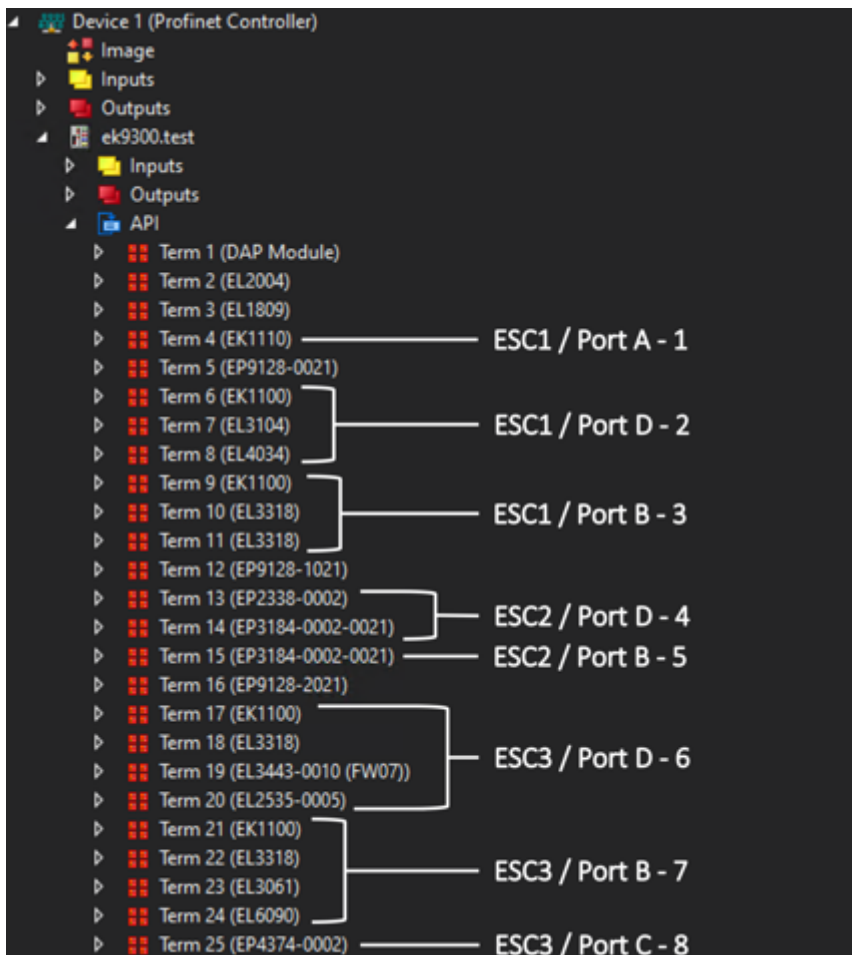 Device 1 (Profinet Controller)
Image
Inputs
Outputs
ek9300.test
Inputs
Outputs
API
Term 1 (DAP Module)
Term 2 (EL2004)
Term 3 (EL1809)
Term 4 (EK1110) ESC1 / Port A - 1
Term 5 (EP9128-0021)
Term 6 (EK1100)
Term 7 (EL3104) ESC1 / Port D - 2
Term 8 (EL4034)
Term 9 (EK1100)
Term 10 (EL3318) ESC1 / Port B - 3
Term 11 (EL3318)
Term 12 (EP9128-1021)
Term 13 (EP2338-0002)
ESC2 / Port D - 4
Term 14 (EP3184-0002-0021)
Term 15 (EP3184-0002-0021) ESC2 / Port B - 5
Term 16 (EP9128-2021)
Term 17 (EK1100)
Term 18 (EL3318)
ESC3 / Port D - 6
Term 19 (EL3443-0010 (FW07))
Term 20 (EL2535-0005)
Term 21 (EK1100)
Term 22 (EL3318)
ESC3 / Port B - 7
Term 23 (EL3061)
Term 24 (EL6090)
Term 25 (EP4374-0002) ESC3 / Port C - 8